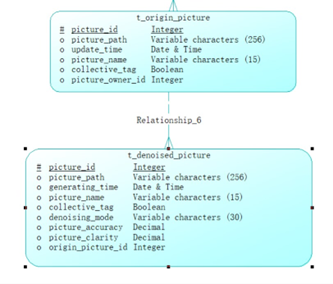 t_origin_picture
# picture_id Integer
o picture_path Variable characters (256)
o update_time Date & Time
o picture_name Variable characters (15)
o collective_tag Boolean
o picture_owner_id Integer
Relationship_6
t_denoised_picture
# picture_id Integer
o picture_path Variable characters (256)
o generating_time Date & Time
o picture_name Variable characters (15)
o collective_tag Boolean
o denoising_mode Variable characters (30)
o picture_accuracy Decimal
o picture_clarity Decimal
o origin_picture_id Integer